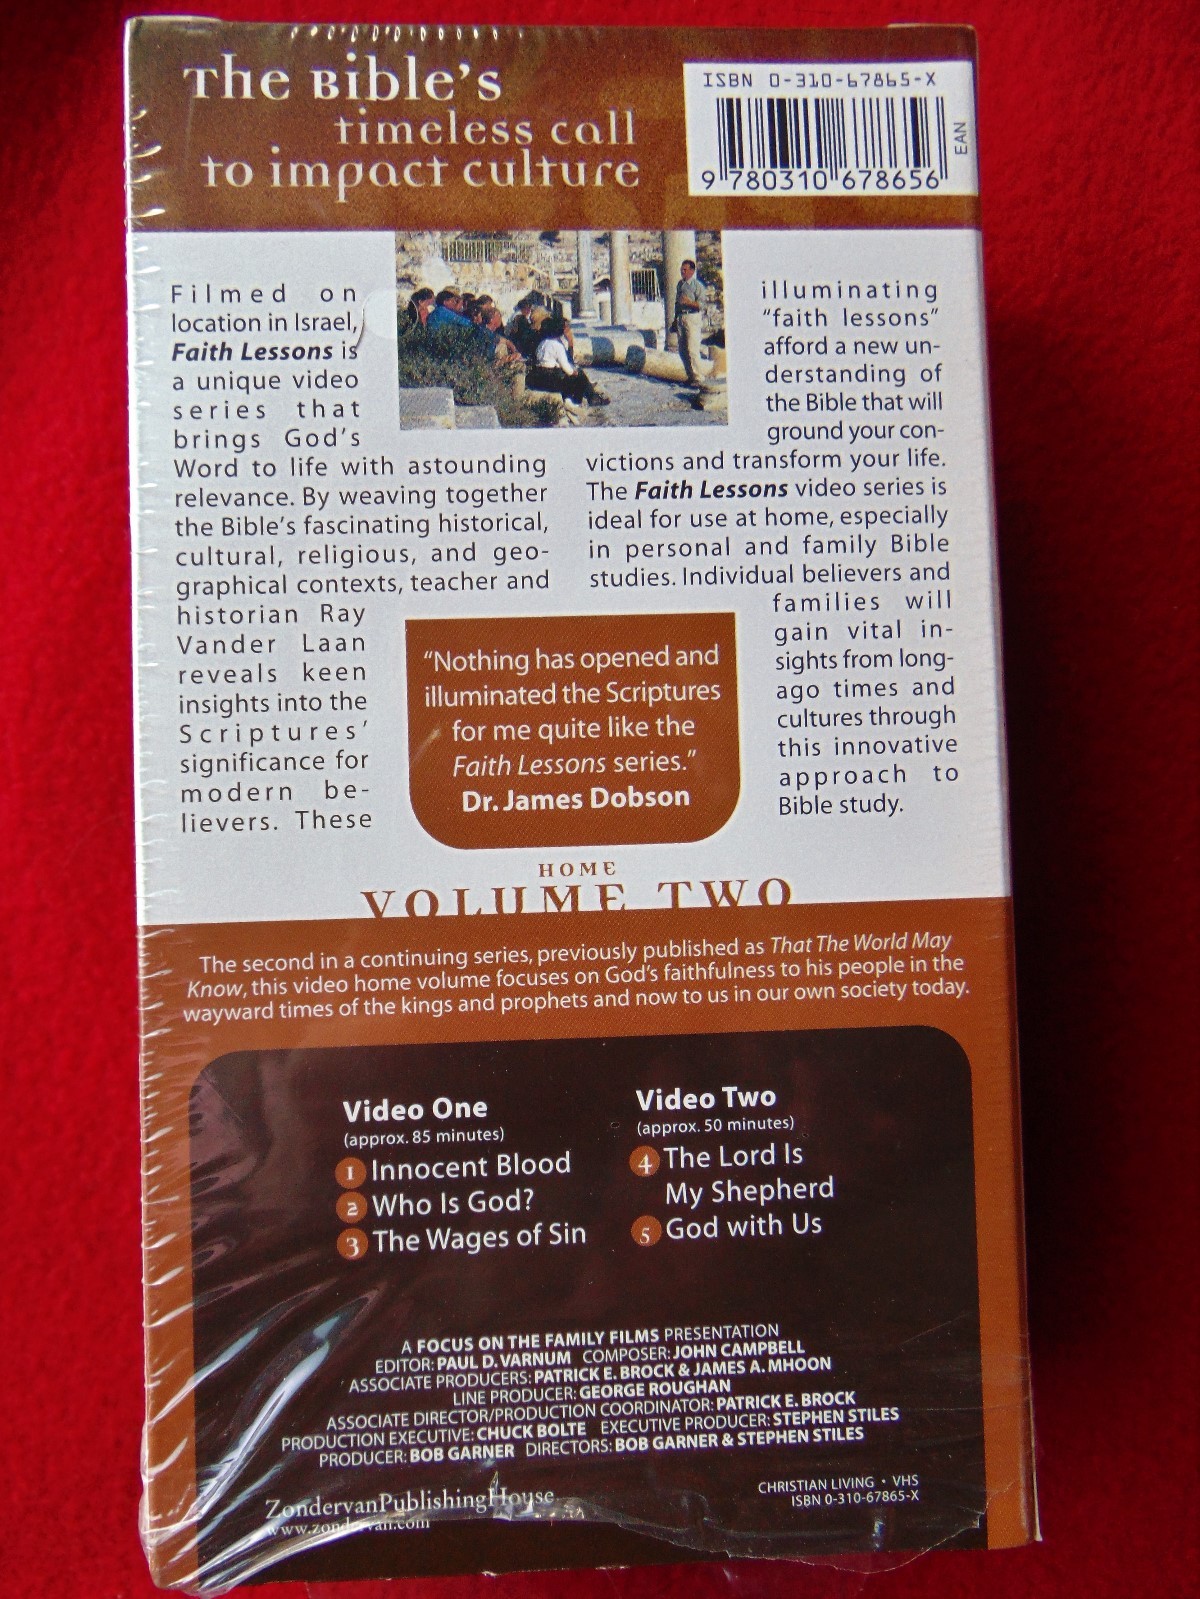 The Bible's
timeless call
to impact culture
ISBN 0-310-67865-X
EAN
9 780310 678656
Filmed on
location in Israel,
Faith Lessons is
a unique video
series that
brings God's
Word to life with astounding
relevance. By weaving together
the Bible's fascinating historical,
cultural, religious, and geo-
graphical contexts, teacher and
historian Ray
Vander Laan
reveals keen
insights into the
Scriptures'
significance for
modern be-
lievers. These
illuminating
"faith lessons"
afford a new un-
derstanding of
the Bible that will
ground your con-
victions and transform your life.
The Faith Lessons video series is
ideal for use at home, especially
in personal and family Bible
studies. Individual believers and
families will
gain vital in-
sights from long-
ago times and
cultures through
this innovative
approach to
Bible study.
"Nothing has opened and
illuminated the Scriptures
for me quite like the
Faith Lessons series."
Dr. James Dobson
HOME
VOLUME TWO
The second in a continuing series, previously published as That The World May
Know, this video home volume focuses on God's faithfulness to his people in the
wayward times of the kings and prophets and now to us in our own society today.
Video One
(approx. 85 minutes)
1 Innocent Blood
2 Who Is God?
3 The Wages of Sin
Video Two
(approx. 50 minutes)
4 The Lord Is
My Shepherd
5 God with Us
A FOCUS ON THE FAMILY FILMS PRESENTATION
EDITOR: PAUL D. VARNUM COMPOSER: JOHN CAMPBELL
ASSOCIATE PRODUCERS: PATRICK E. BROCK & JAMES A. MHOON
LINE PRODUCER: GEORGE ROUGHAN
ASSOCIATE DIRECTOR/PRODUCTION COORDINATOR: PATRICK E. BROCK
PRODUCTION EXECUTIVE: CHUCK BOLTE EXECUTIVE PRODUCER: STEPHEN STILES
PRODUCER: BOB GARNER DIRECTORS: BOB GARNER & STEPHEN STILES
ZondervanPublishingHouse
www.zondervan.com
CHRISTIAN LIVING • VHS
ISBN 0-310-67865-X